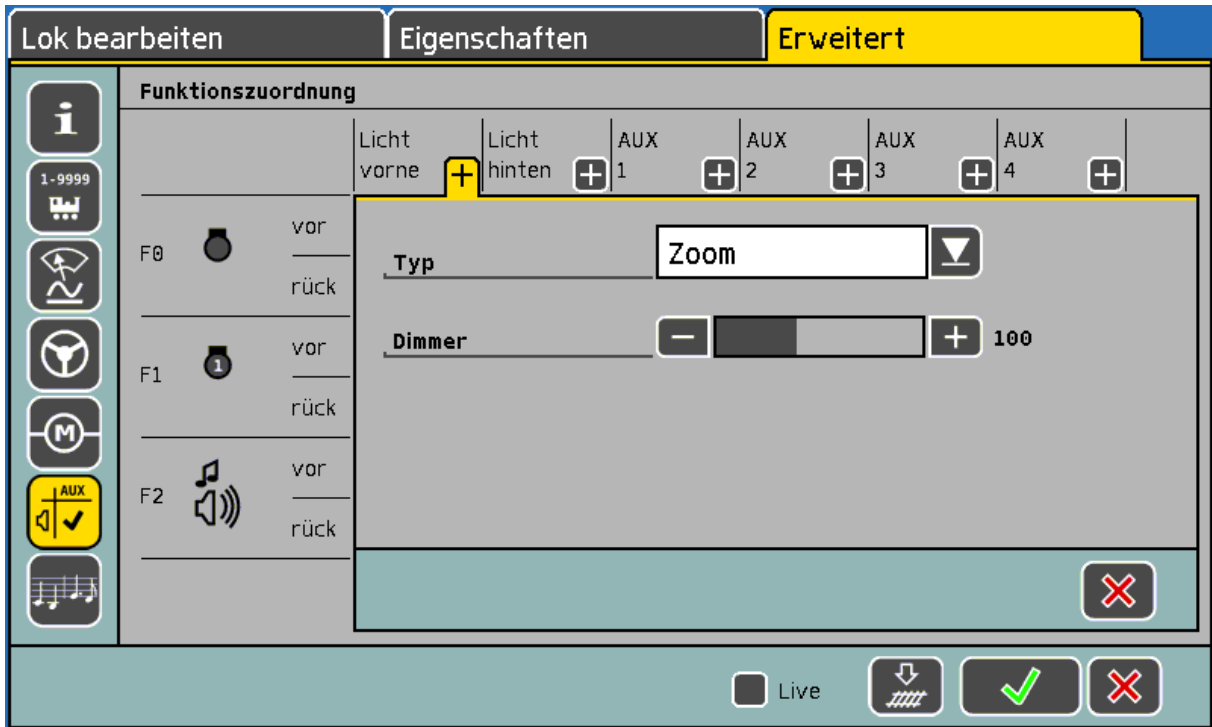 Lok bearbeiten
Eigenschaften
Erweitert
Funktionszuordnung
i
1-9999
M
AUX
Licht
vorne
Licht
hinten
AUX
1
AUX
2
AUX
3
AUX
4
F0
vor
rück
F1
1
vor
rück
F2
vor
rück
Typ
Zoom
Dimmer
100
Live